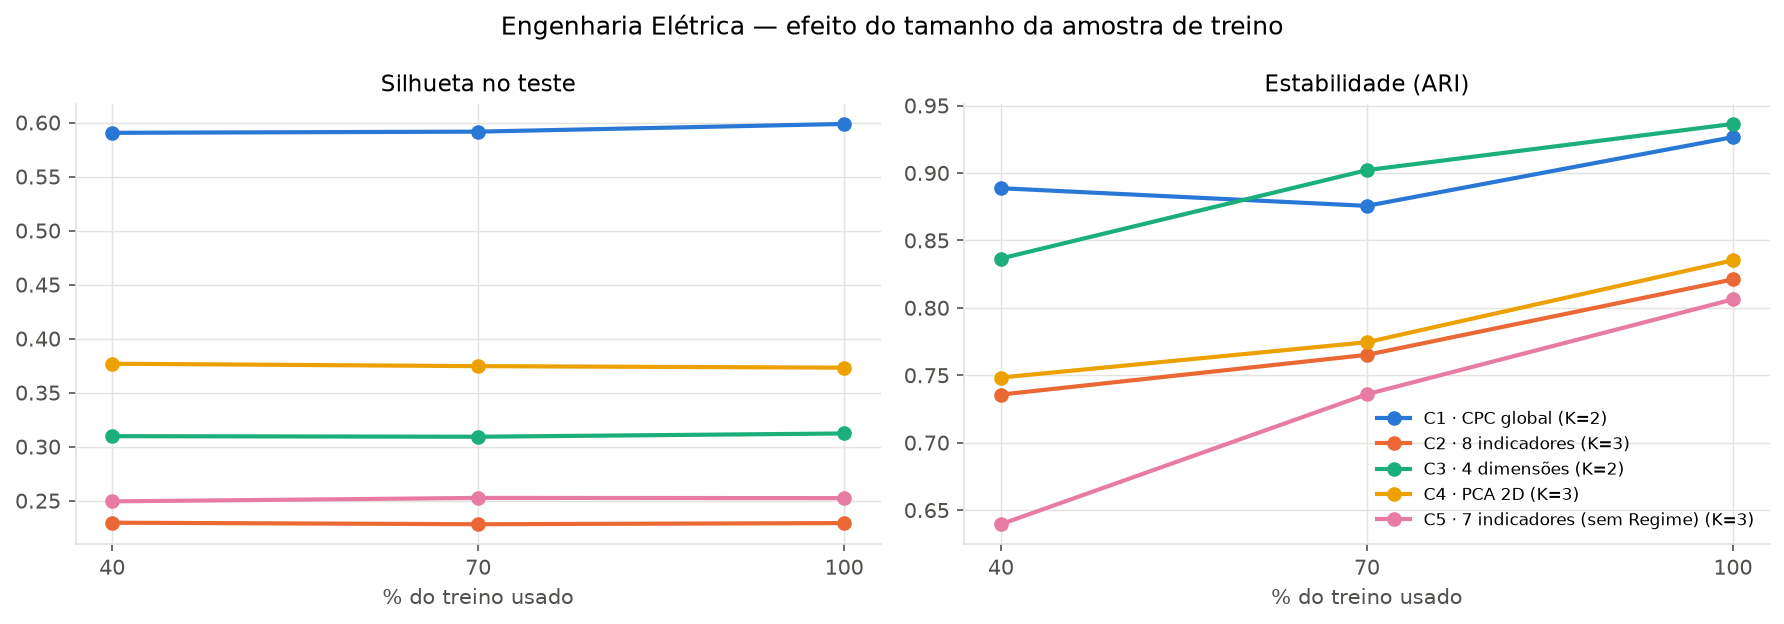 Engenharia Elétrica — efeito do tamanho da amostra de treino
Silhueta no teste
0.60
0.55
0.50
0.45
0.40
0.35
0.30
0.25
40
70
100
% do treino usado
Estabilidade (ARI)
0.95
0.90
0.85
0.80
0.75
0.70
0.65
C1 · CPC global (K=2)
C2 · 8 indicadores (K=3)
C3 · 4 dimensões (K=2)
C4 · PCA 2D (K=3)
C5 · 7 indicadores (sem Regime) (K=3)
40
70
100
% do treino usado